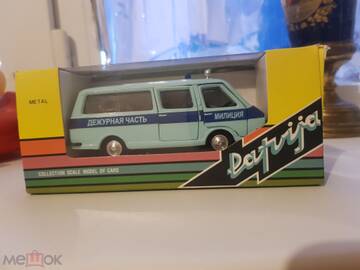 METAL
ДЕЖУРНАЯ ЧАСТЬ
МИЛИЦИЯ
Latvija
COLLECTION SCALE MODEL OF CARS
Мешок